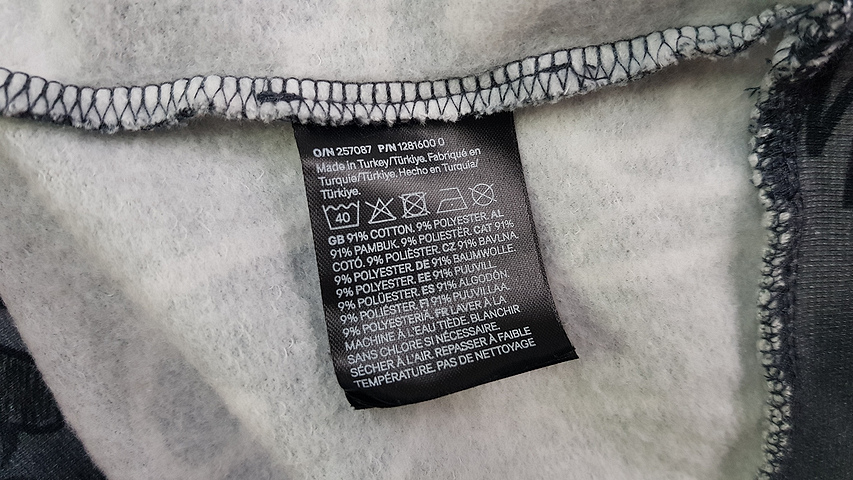 O/N 257087 P/N 1281600 0
Made in Turkey/Türkiye. Fabriqué en
Turquie/Türkiye. Hecho en Turquía/
Türkiye.
40
GB 91% COTTON. 9% POLYESTER. AL
91% PAMBUK. 9% POLIESTËR. CAT 91%
COTÓ. 9% POLIÈSTER. CZ 91% BAVLNA.
9% POLYESTER. DE 91% BAUMWOLLE.
9% POLYESTER. EE 91% PUUVILL.
9% POLÜESTER. ES 91% ALGODÓN.
9% POLIÉSTER. FI 91% PUUVILLAA.
9% POLYESTERIÄ. FR LAVER À LA
MACHINE À L'EAU TIÈDE. BLANCHIR
SANS CHLORE SI NÉCESSAIRE.
SÉCHER À L'AIR. REPASSER À FAIBLE
TEMPÉRATURE. PAS DE NETTOYAGE